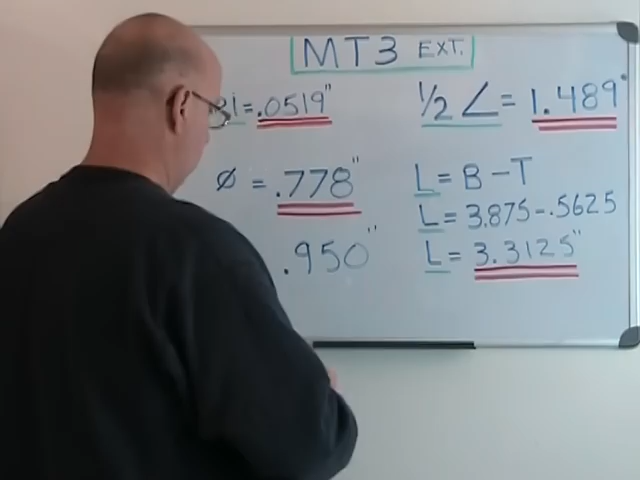 MT3 EXT.
i=.0519"
½ ∠= 1.489°
Ø = .778"
L= B-T
L= 3.875-.5625
.950"
L= 3.3125"